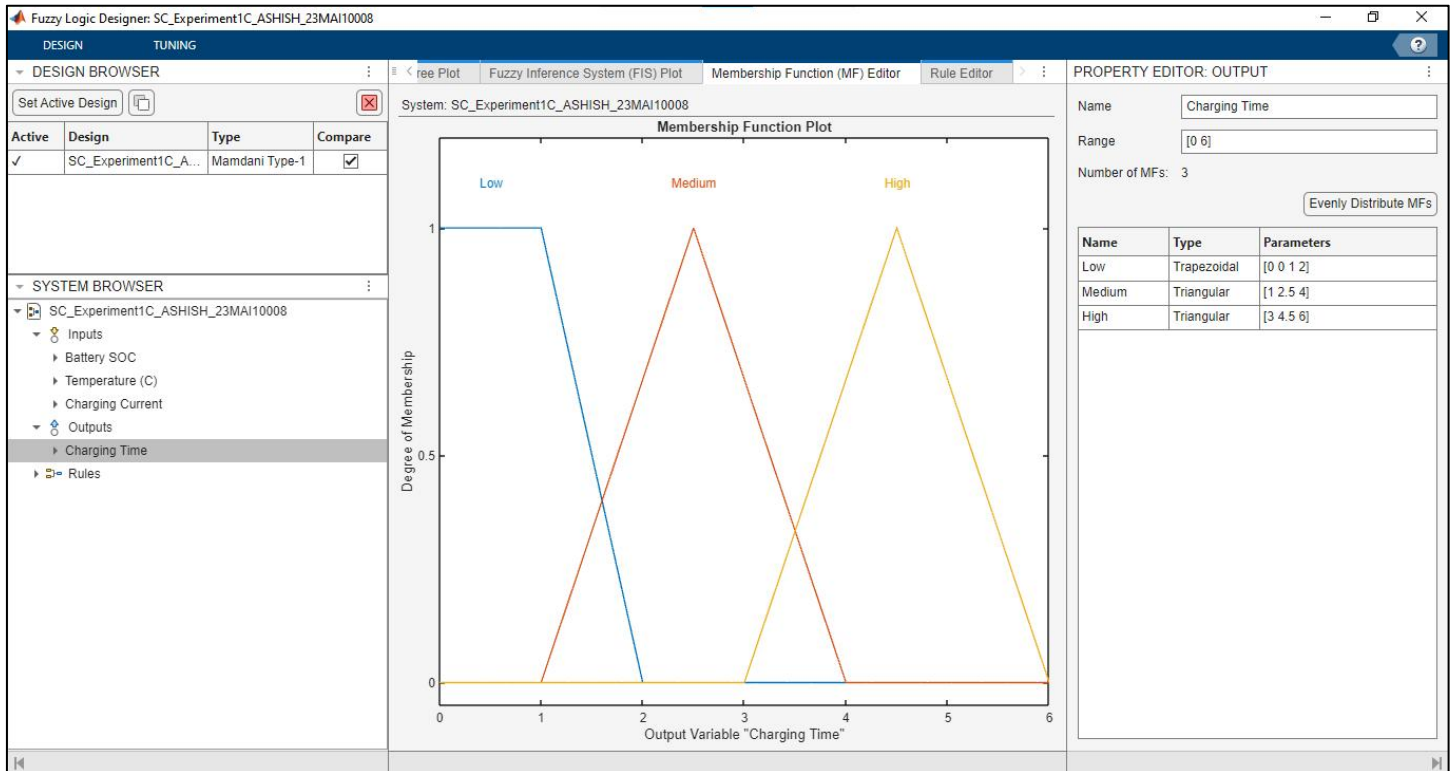 Fuzzy Logic Designer: SC_Experiment1C_ASHISH_23MAI10008
DESIGN TUNING
?
DESIGN BROWSER
Set Active Design
Active Design Type Compare
✓ SC_Experiment1C_A... Mamdani Type-1 ✓
SYSTEM BROWSER
SC_Experiment1C_ASHISH_23MAI10008
Inputs
Battery SOC
Temperature (C)
Charging Current
Outputs
Charging Time
Rules
ree Plot Fuzzy Inference System (FIS) Plot Membership Function (MF) Editor Rule Editor
System: SC_Experiment1C_ASHISH_23MAI10008
Membership Function Plot
Low Medium High
1
0.5
0
Degree of Membership
0 1 2 3 4 5 6
Output Variable "Charging Time"
PROPERTY EDITOR: OUTPUT
Name Charging Time
Range [0 6]
Number of MFs: 3
Evenly Distribute MFs
Name Type Parameters
Low Trapezoidal [0 0 1 2]
Medium Triangular [1 2.5 4]
High Triangular [3 4.5 6]